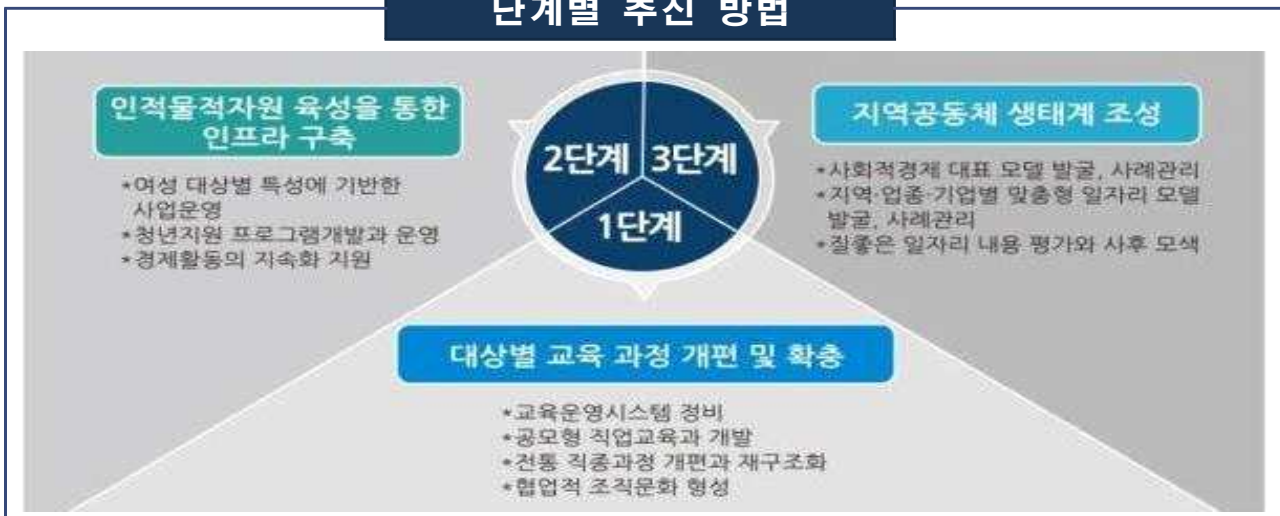 단계별 추진 방법
인적물적자원 육성을 통한
인프라 구축
*여성 대상별 특성에 기반한
사업운영
*청년지원 프로그램개발과 운영
*경제활동의 지속화 지원
2단계
3단계
1단계
지역공동체 생태계 조성
*사회적경제 대표 모델 발굴, 사례관리
*지역·업종·기업별 맞춤형 일자리 모델
발굴, 사례관리
*질좋은 일자리 내용 평가와 사후 모색
대상별 교육 과정 개편 및 확충
*교육운영시스템 정비
*공모형 직업교육과 개발
*전통 직종과정 개편과 재구조화
*협업적 조직문화 형성